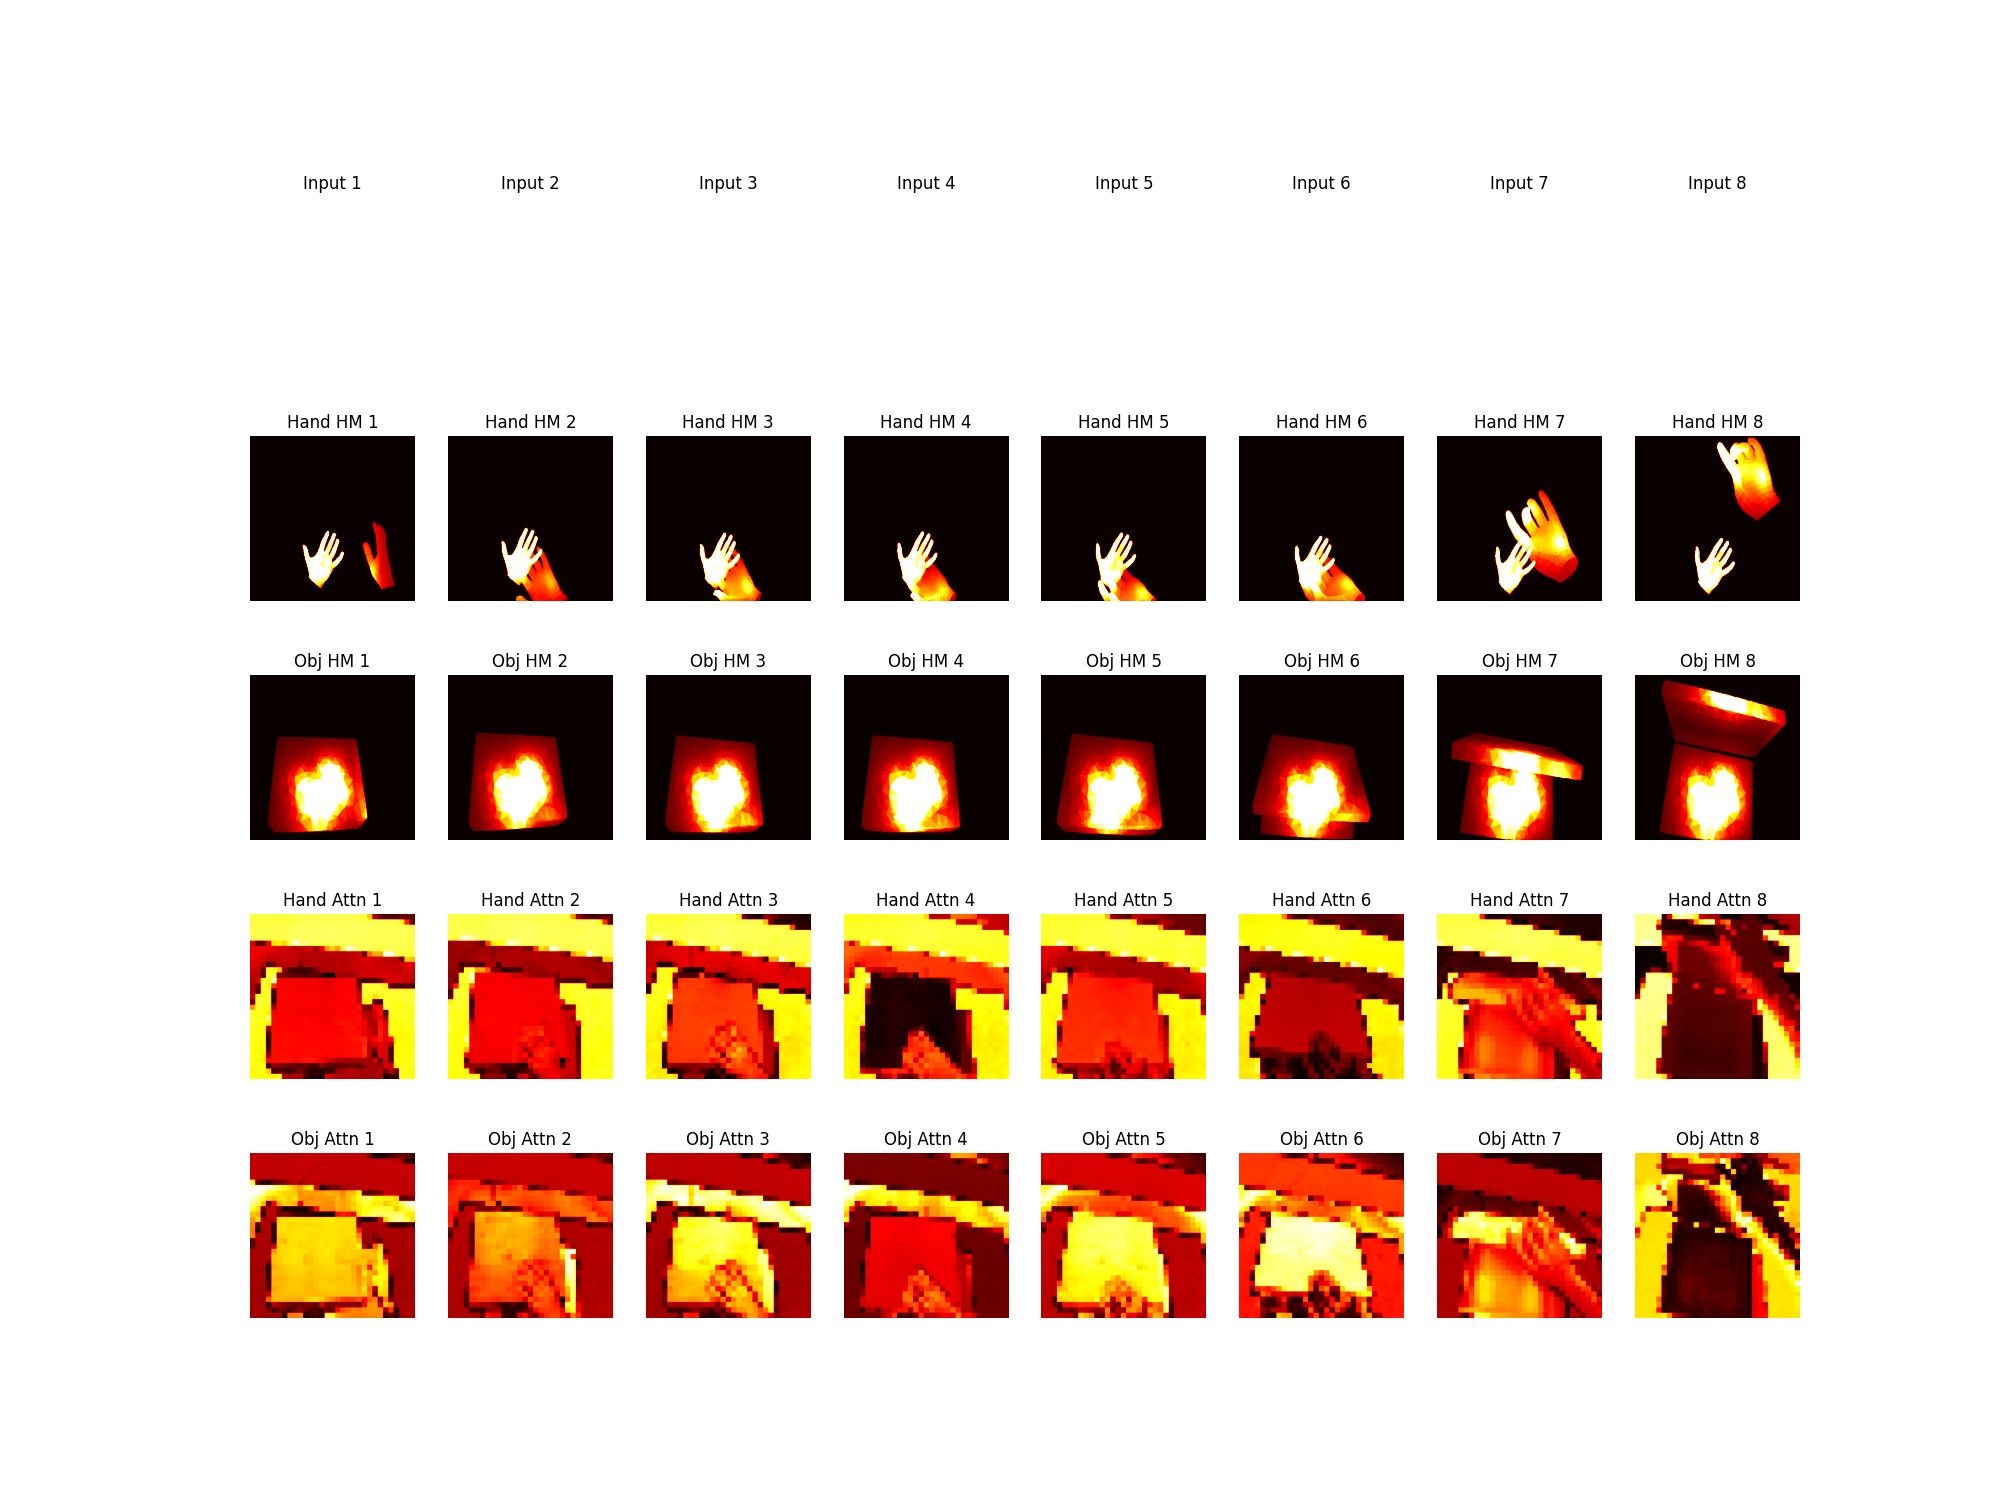 Input 1 Input 2 Input 3 Input 4 Input 5 Input 6 Input 7 Input 8
Hand HM 1 Hand HM 2 Hand HM 3 Hand HM 4 Hand HM 5 Hand HM 6 Hand HM 7 Hand HM 8
Obj HM 1 Obj HM 2 Obj HM 3 Obj HM 4 Obj HM 5 Obj HM 6 Obj HM 7 Obj HM 8
Hand Attn 1 Hand Attn 2 Hand Attn 3 Hand Attn 4 Hand Attn 5 Hand Attn 6 Hand Attn 7 Hand Attn 8
Obj Attn 1 Obj Attn 2 Obj Attn 3 Obj Attn 4 Obj Attn 5 Obj Attn 6 Obj Attn 7 Obj Attn 8